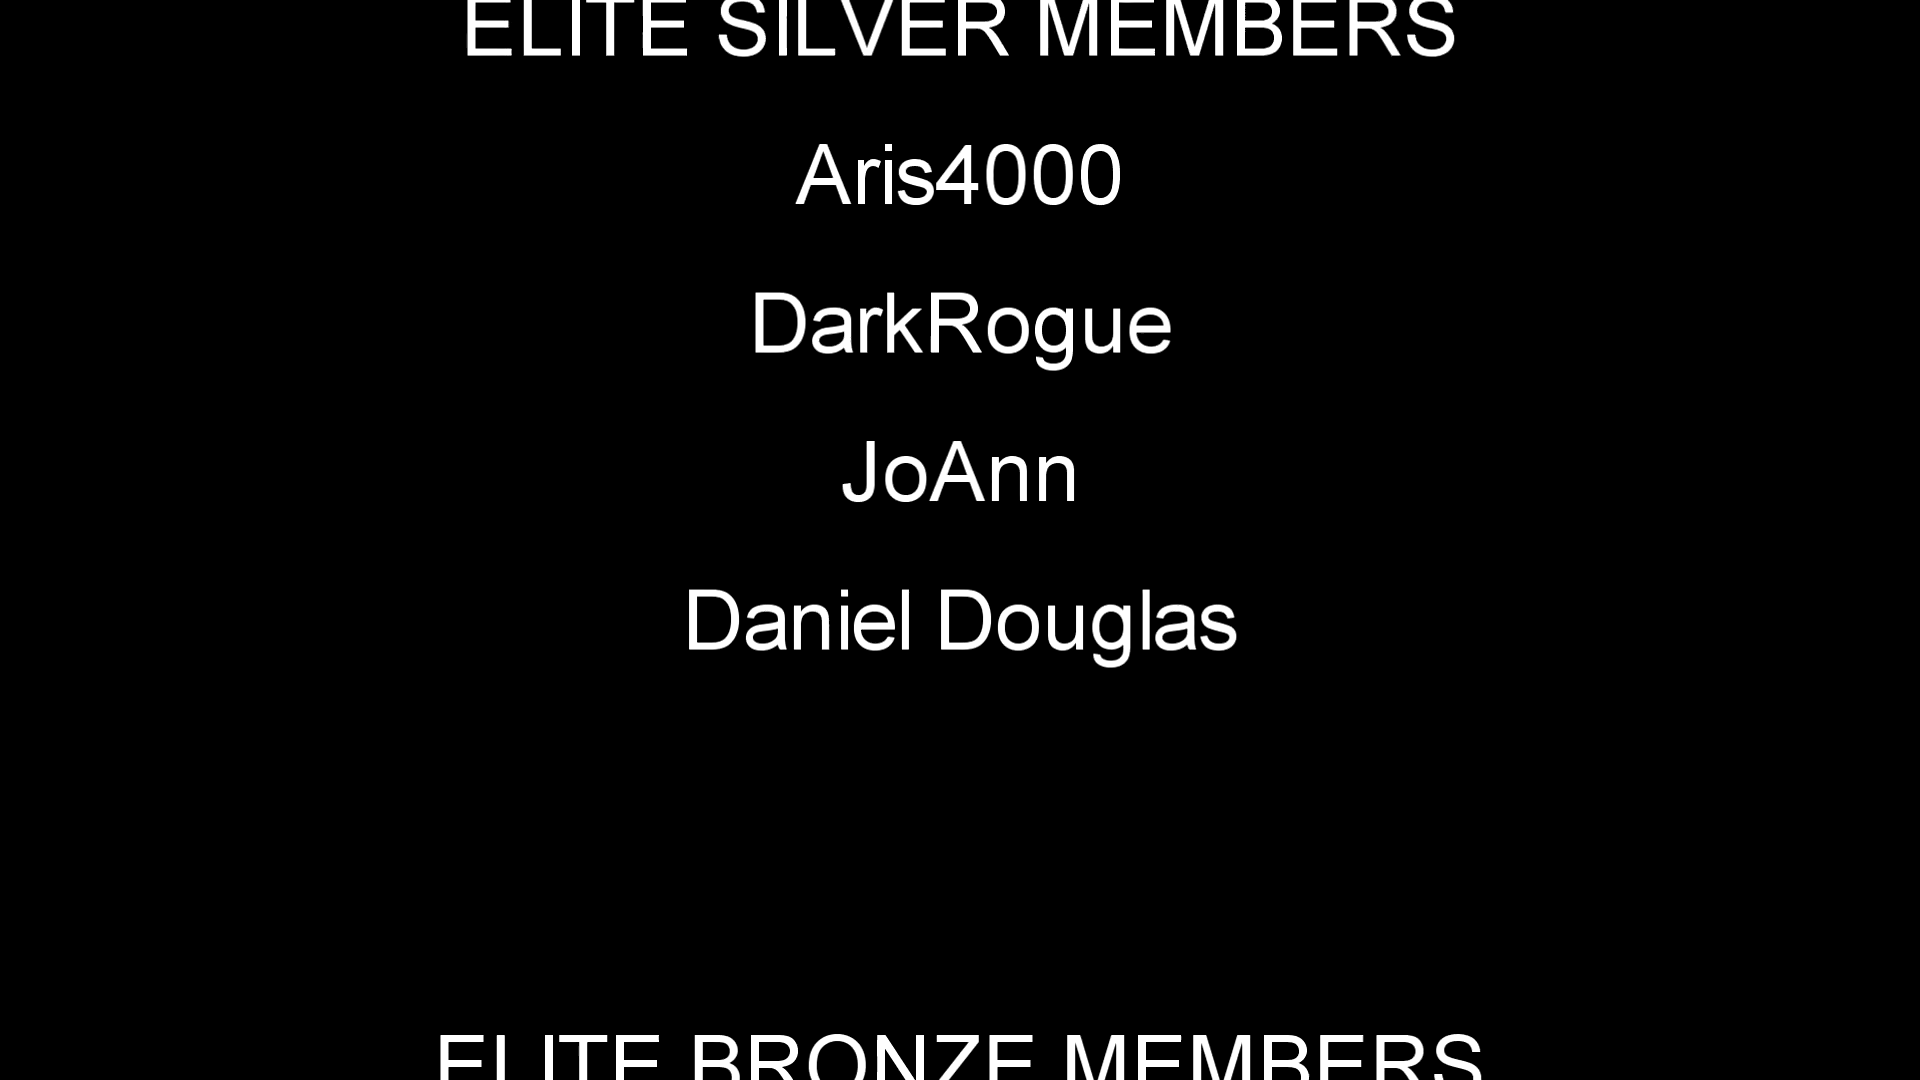 ELITE SILVER MEMBERS
Aris4000
DarkRogue
JoAnn
Daniel Douglas
ELITE BRONZE MEMBERS